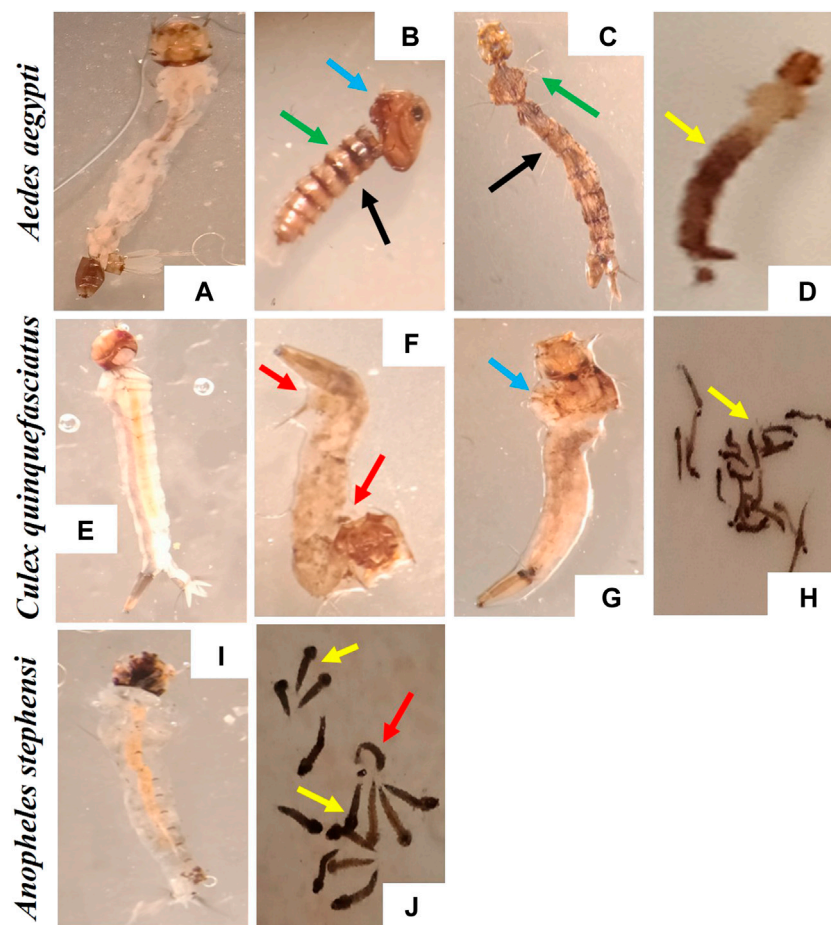 Aedes aegypti
A
B
C
D
Culex quinquefasciatus
E
F
G
H
Anopheles stephensi
I
J